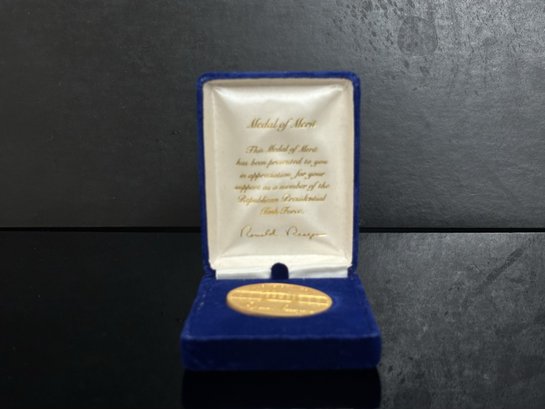 Medal of Merit
This Medal of Merit
has been presented to you
in appreciation for your
support as a member of the
Republican Presidential
Task Force.
Ronald Reagan